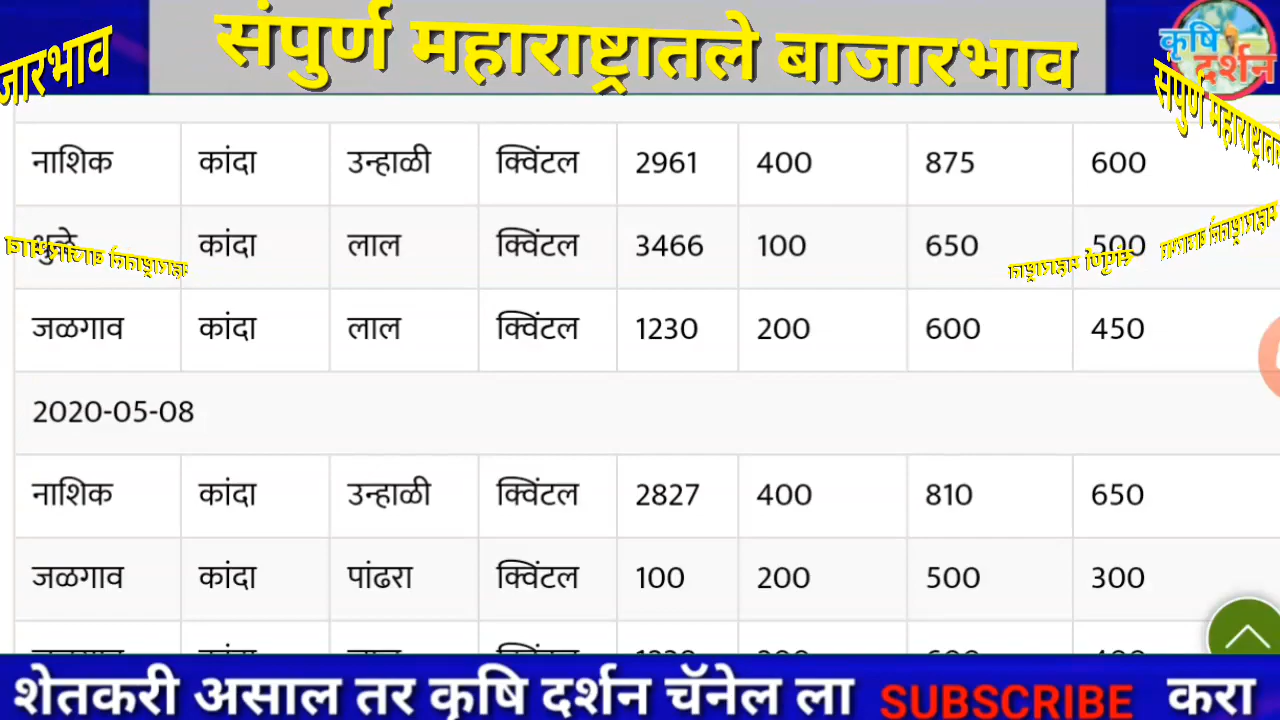 संपुर्ण महाराष्ट्रातले बाजारभाव
जारभाव
कृषि
दर्शन
संपुर्ण महाराष्ट्रात
नाशिक कांदा उन्हाळी क्विंटल 2961 400 875 600
धुळे कांदा लाल क्विंटल 3466 100 650 500
जळगाव कांदा लाल क्विंटल 1230 200 600 450
2020-05-08
नाशिक कांदा उन्हाळी क्विंटल 2827 400 810 650
जळगाव कांदा पांढरा क्विंटल 100 200 500 300
शेतकरी असाल तर कृषि दर्शन चॅनेल ला SUBSCRIBE करा